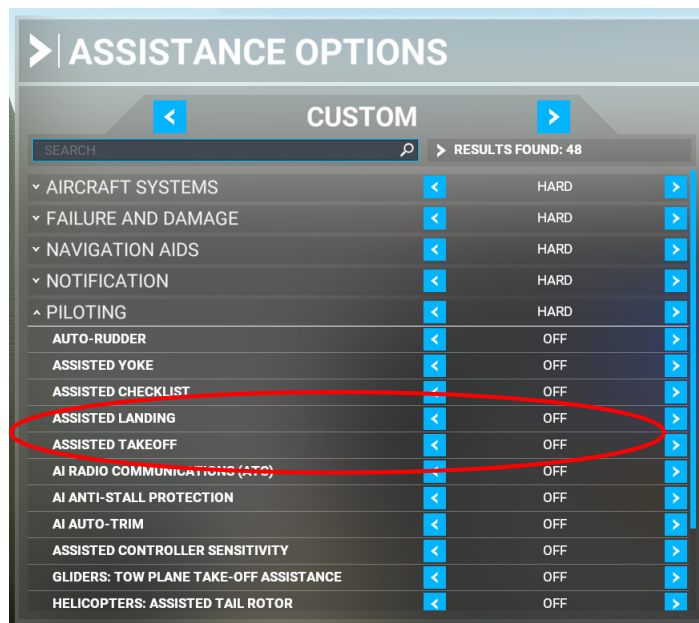 ASSISTANCE OPTIONS
CUSTOM
SEARCH RESULTS FOUND: 48
AIRCRAFT SYSTEMS HARD
FAILURE AND DAMAGE HARD
NAVIGATION AIDS HARD
NOTIFICATION HARD
PILOTING HARD
AUTO-RUDDER OFF
ASSISTED YOKE OFF
ASSISTED CHECKLIST OFF
ASSISTED LANDING OFF
ASSISTED TAKEOFF OFF
AI RADIO COMMUNICATIONS (ATC) OFF
AI ANTI-STALL PROTECTION OFF
AI AUTO-TRIM OFF
ASSISTED CONTROLLER SENSITIVITY OFF
GLIDERS: TOW PLANE TAKE-OFF ASSISTANCE OFF
HELICOPTERS: ASSISTED TAIL ROTOR OFF